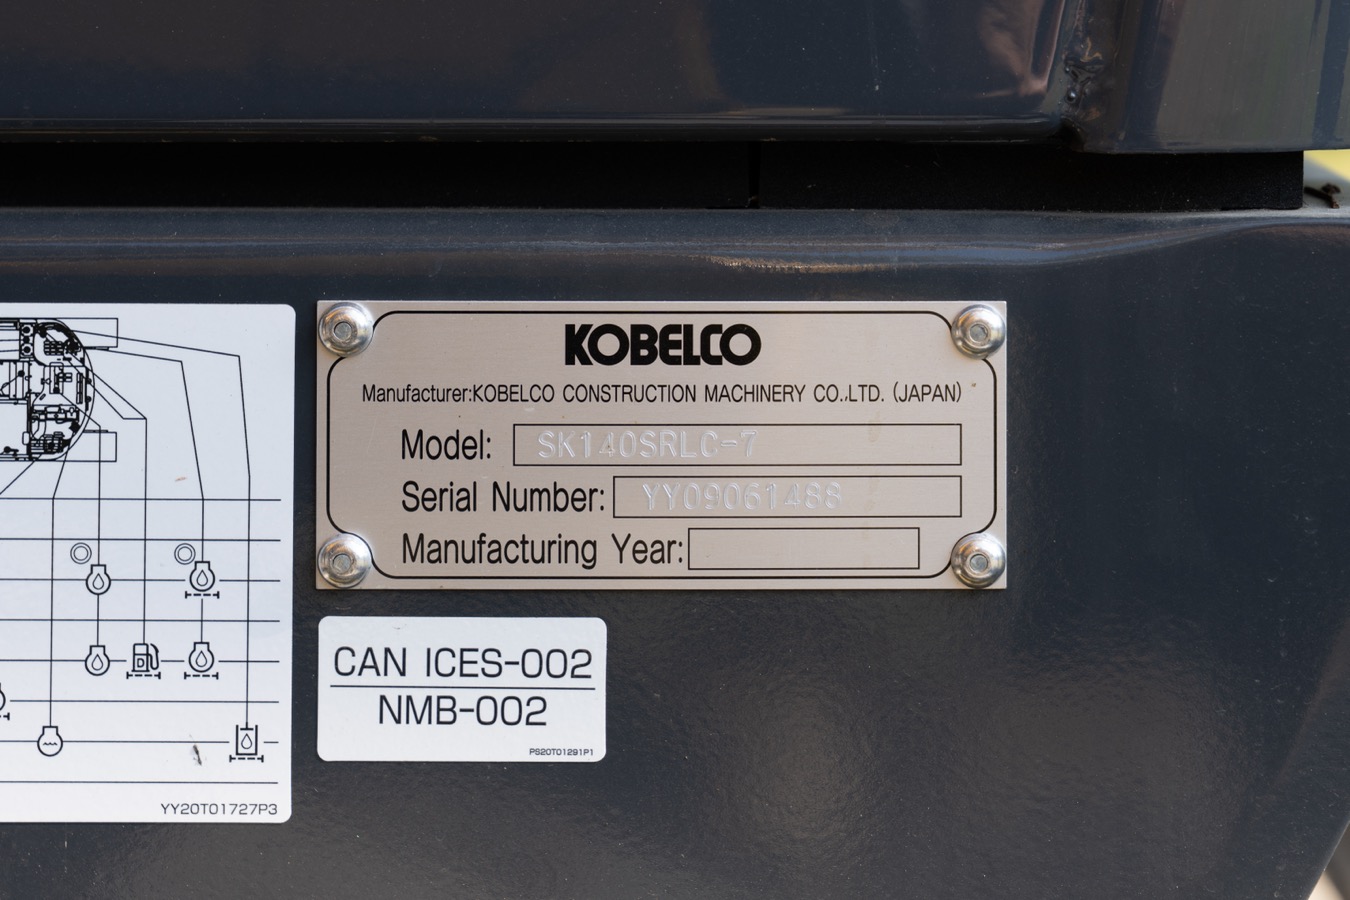 KOBELCO
Manufacturer:KOBELCO CONSTRUCTION MACHINERY CO.,LTD. (JAPAN)
Model: SK140SRLC-7
Serial Number: YY09061488
Manufacturing Year:
CAN ICES-002
NMB-002
PS20T01291P1
YY20T01727P3